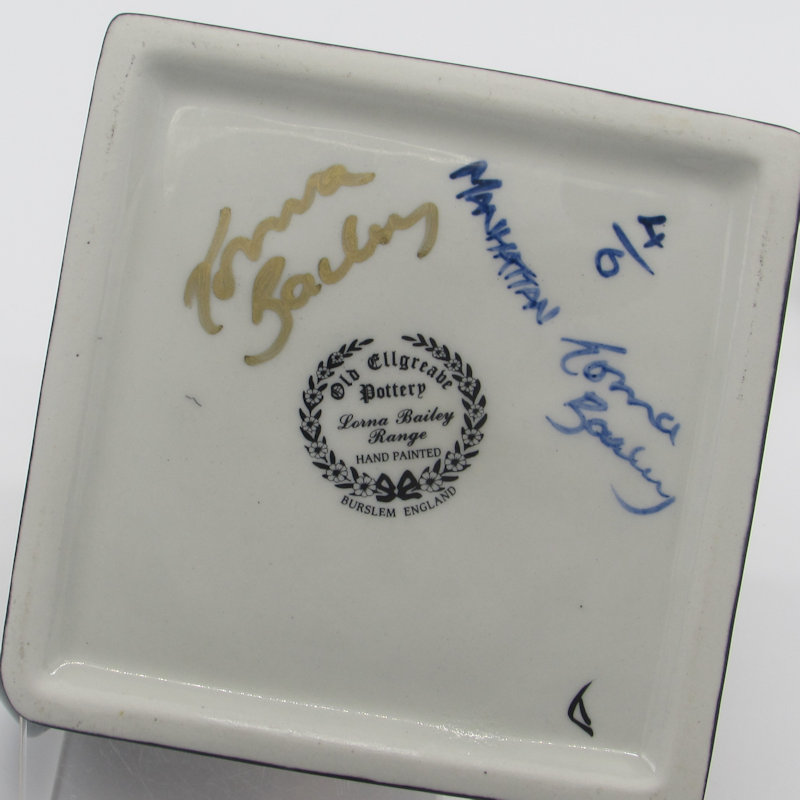 Lorna
Bailey
MANHATTAN
4/6
Lorna
Bailey
Old Ellgreave
Pottery
Lorna Bailey
Range
HAND PAINTED
BURSLEM ENGLAND